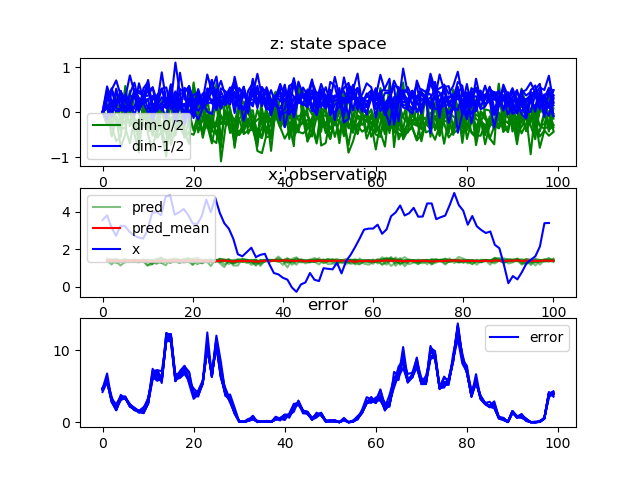 z: state space
1
0
−1
dim-0/2
dim-1/2
0 20 40 60 80 100
x: observation
4
2
0
pred
pred_mean
x
0 20 40 60 80 100
error
10
0
error
0 20 40 60 80 100